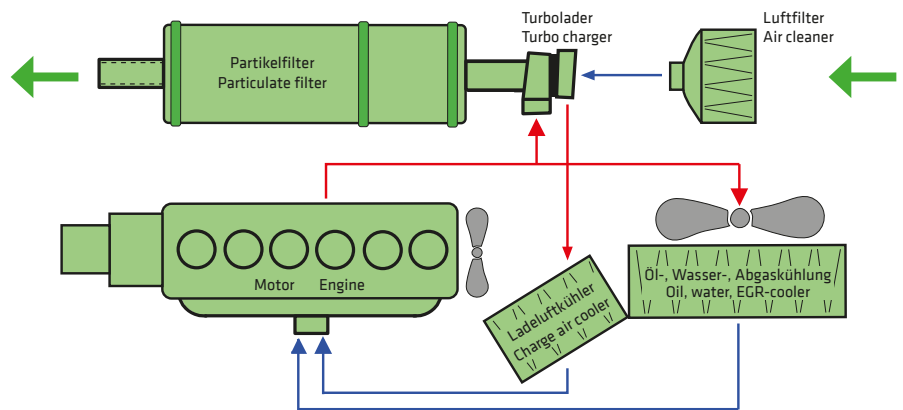 Turbolader
Turbo charger
Luftfilter
Air cleaner
Partikelfilter
Particulate filter
Motor Engine
Ladeluftkühler
Charge air cooler
Öl-, Wasser-, Abgaskühlung
Oil, water, EGR-cooler